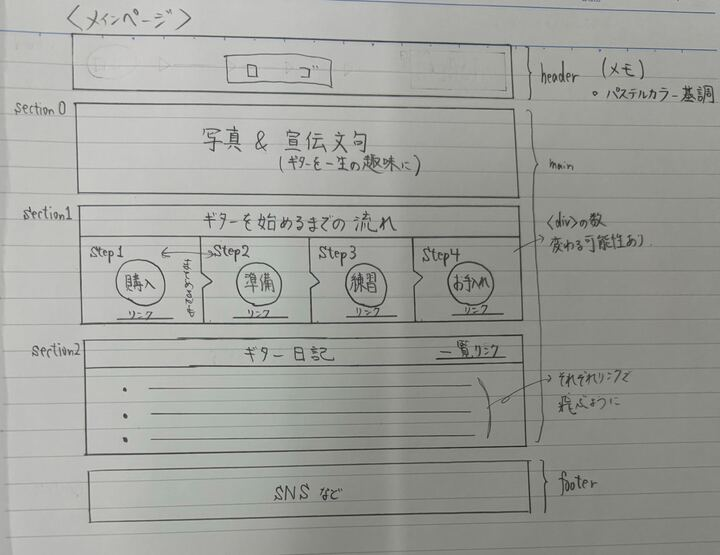 〈メインページ〉
ロ ゴ
header
(メモ)
。パステルカラー基調
section 0
写真 & 宣伝文句
(ギターを一生の趣味に)
main
section1
ギターを始めるまでの流れ
<div>の数
変わる可能性あり
Step1
購入
リンク
まとめるかも
Step2
準備
リンク
Step3
練習
リンク
Step4
お手入れ
リンク
section2
ギター日記
一覧リンク
それぞれリンクで
飛ぶように
SNS など
footer